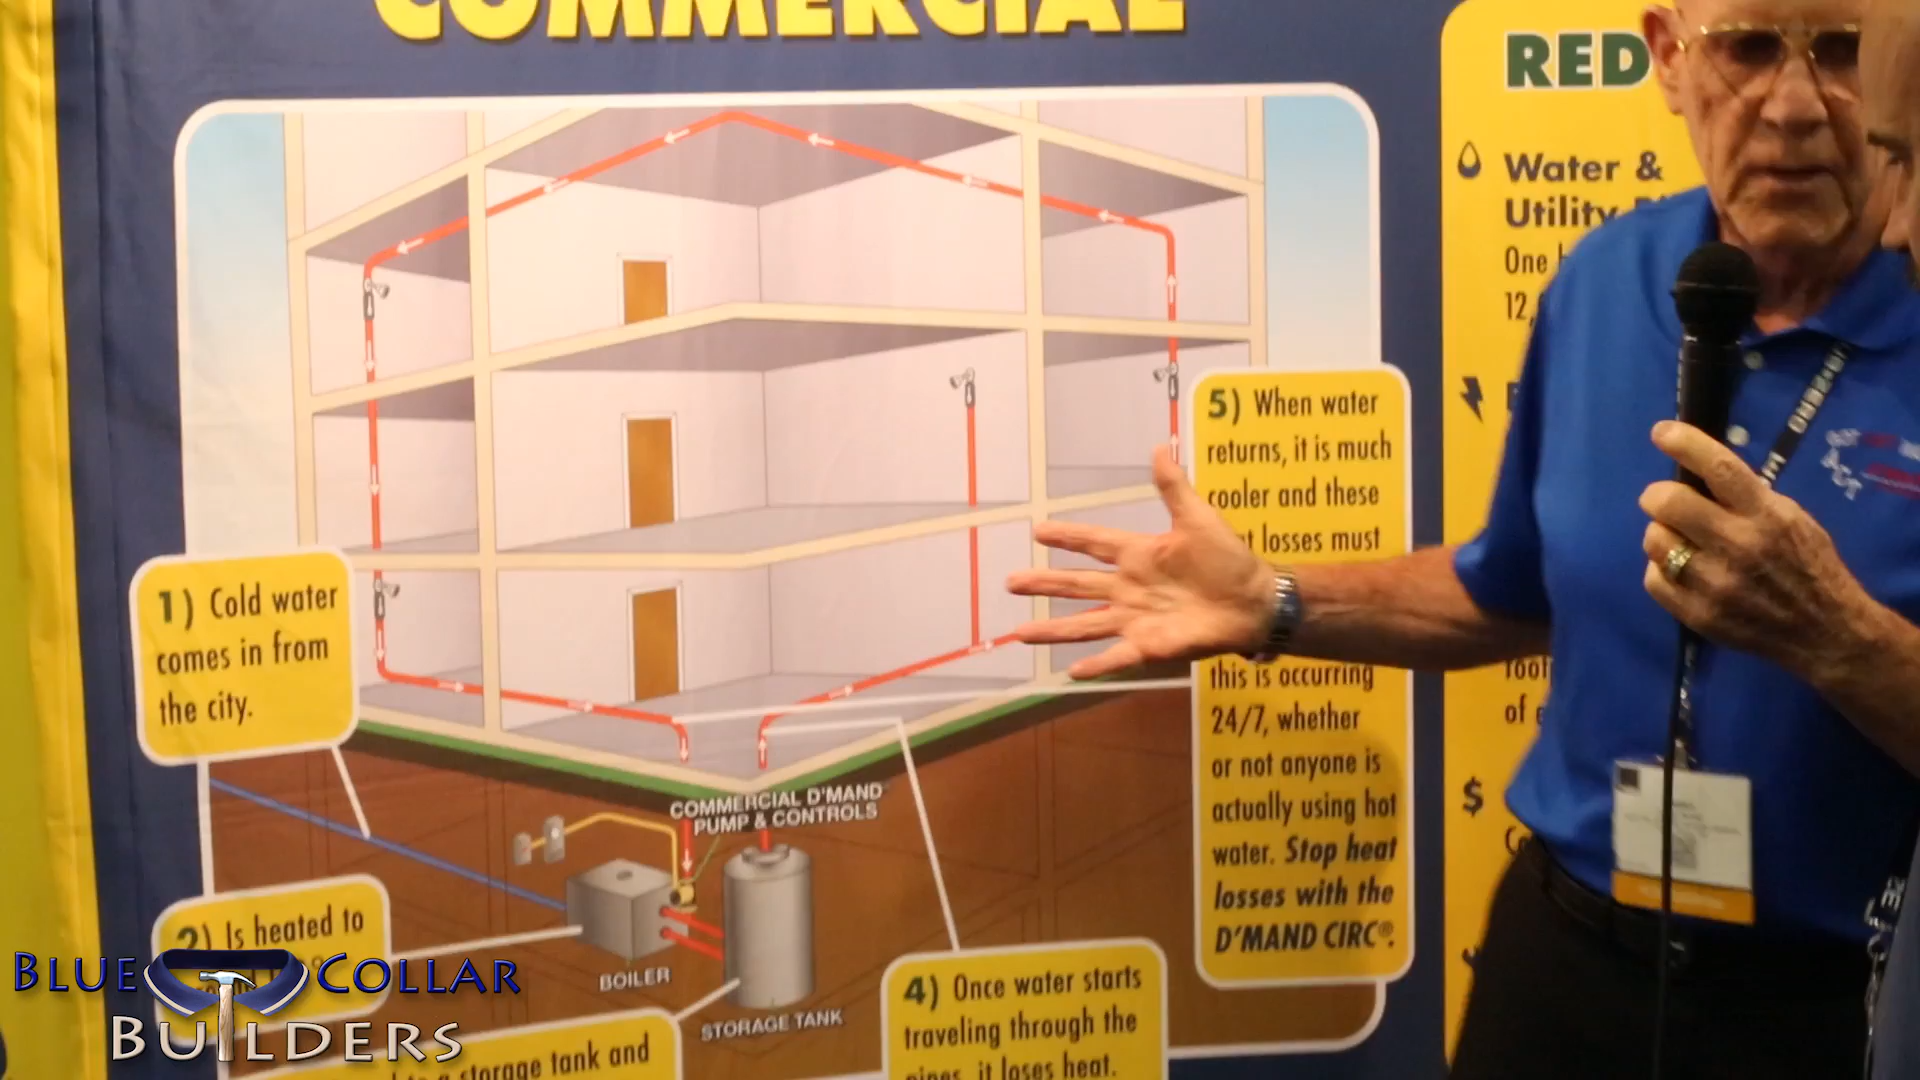 COMMERCIAL
RED
Water &
Utility
One
12,
5) When water
returns, it is much
cooler and these
losses must
this is occurring
24/7, whether
or not anyone is
actually using hot
water. Stop heat
losses with the
D'MAND CIRC®.
of
$
1) Cold water
comes in from
the city.
COMMERCIAL D'MAND
PUMP & CONTROLS
2) Is heated to
BOILER
STORAGE TANK
storage tank and
4) Once water starts
traveling through the
pipes, it loses heat.
BLUE COLLAR
BUILDERS